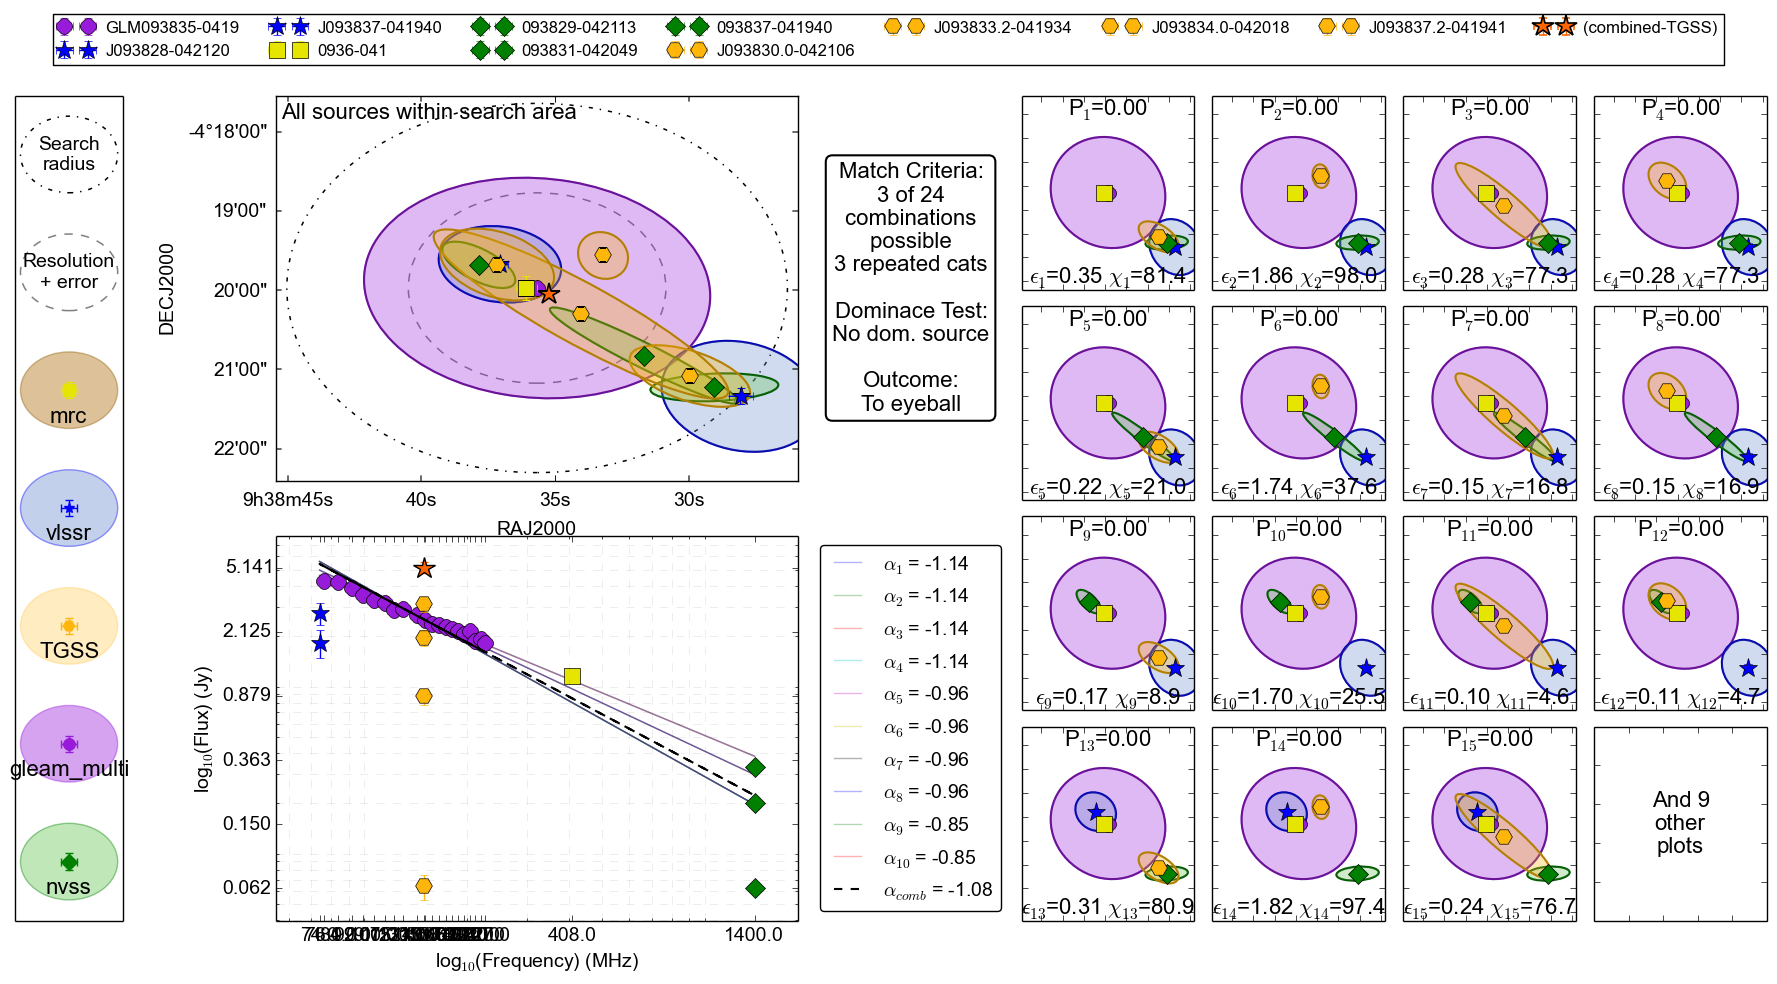 GLM093835-0419
J093828-042120
J093837-041940
0936-041
093829-042113
093831-042049
093837-041940
J093830.0-042106
J093833.2-041934
J093834.0-042018
J093837.2-041941
(combined-TGSS)
Search
radius
Resolution
+ error
mrc
vlssr
TGSS
gleam_multi
nvss
All sources within search area
DECJ2000
-4°18'00"
19'00"
20'00"
21'00"
22'00"
9h38m45s
40s
35s
30s
RAJ2000
Match Criteria:
3 of 24
combinations
possible
3 repeated cats
Dominace Test:
No dom. source
Outcome:
To eyeball
log10(Flux) (Jy)
5.141
2.125
0.879
0.363
0.150
0.062
408.0
1400.0
log10(Frequency) (MHz)
α1 = -1.14
α2 = -1.14
α3 = -1.14
α4 = -1.14
α5 = -0.96
α6 = -0.96
α7 = -0.96
α8 = -0.96
α9 = -0.85
α10 = -0.85
αcomb = -1.08
P1=0.00
ϵ1=0.35 χ1=81.4
P2=0.00
ϵ2=1.86 χ2=98.0
P3=0.00
ϵ3=0.28 χ3=77.3
P4=0.00
ϵ4=0.28 χ4=77.3
P5=0.00
ϵ5=0.22 χ5=21.0
P6=0.00
ϵ6=1.74 χ6=37.6
P7=0.00
ϵ7=0.15 χ7=16.8
P8=0.00
ϵ8=0.15 χ8=16.9
P9=0.00
ϵ9=0.17 χ9=8.9
P10=0.00
ϵ10=1.70 χ10=25.5
P11=0.00
ϵ11=0.10 χ11=4.6
P12=0.00
ϵ12=0.11 χ12=4.7
P13=0.00
ϵ13=0.31 χ13=80.9
P14=0.00
ϵ14=1.82 χ14=97.4
P15=0.00
ϵ15=0.24 χ15=76.7
And 9
other
plots